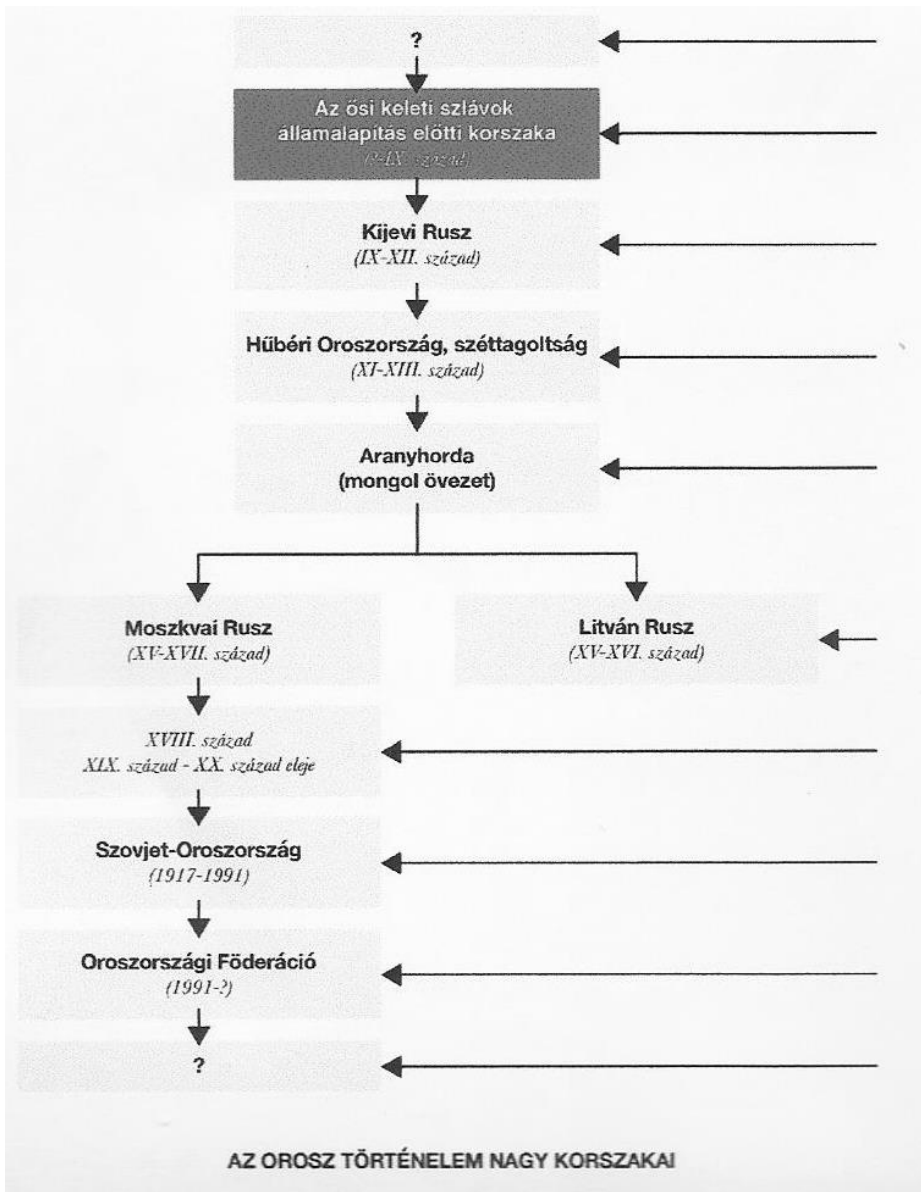 ?
Az ősi keleti szlávok
államalapítás előtti korszaka
(?-IX. század)
Kijevi Rusz
(IX-XII. század)
Hűbéri Oroszország, széttagoltság
(XI-XIII. század)
Aranyhorda
(mongol övezet)
Moszkvai Rusz
(XV-XVII. század)
Litván Rusz
(XV-XVI. század)
XVIII. század
XIX. század - XX. század eleje
Szovjet-Oroszország
(1917-1991)
Oroszországi Föderáció
(1991-?)
?
AZ OROSZ TÖRTÉNELEM NAGY KORSZAKAI